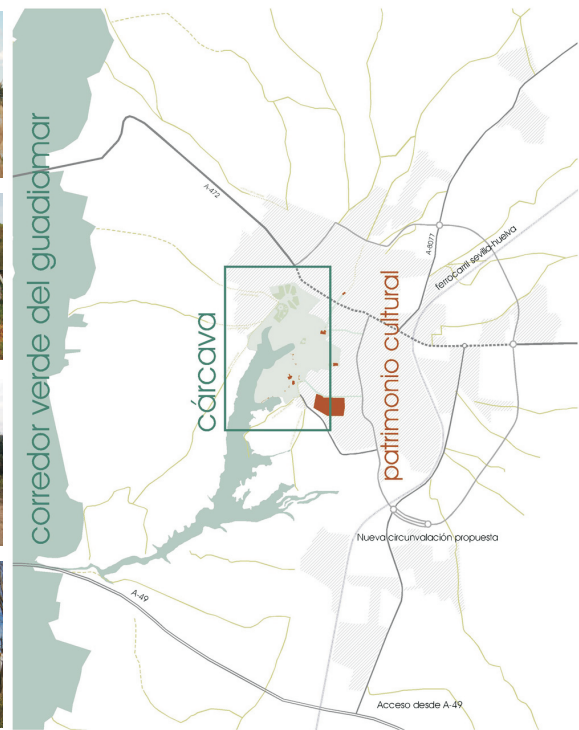 corredor verde del guadiamar
cárcava
patrimonio cultural
A-472
A-8077
ferrocarril sevilla-huelva
Nueva circunvalación propuesta
A-49
Acceso desde A-49